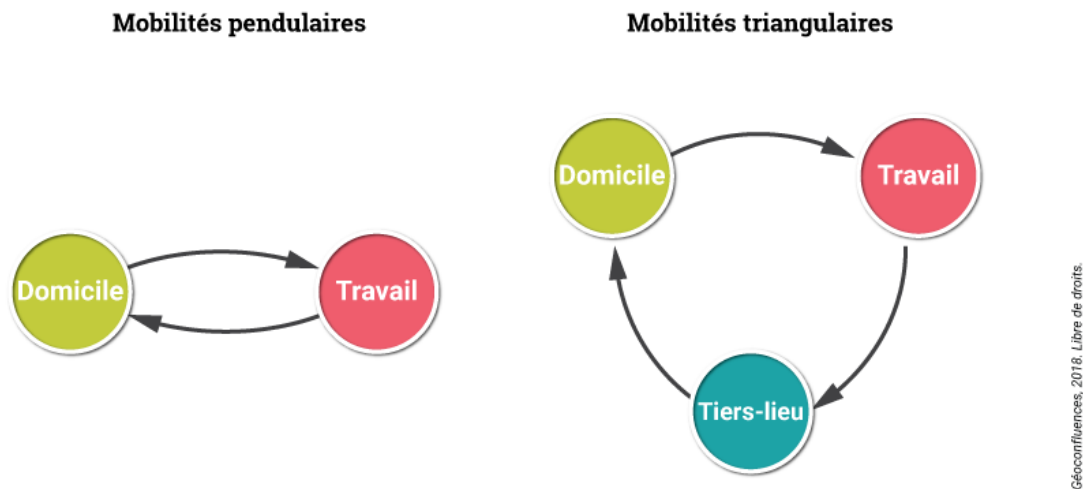 Mobilités pendulaires
Mobilités triangulaires
Domicile
Travail
Domicile
Travail
Tiers-lieu
Géoconfluences, 2018. Libre de droits.